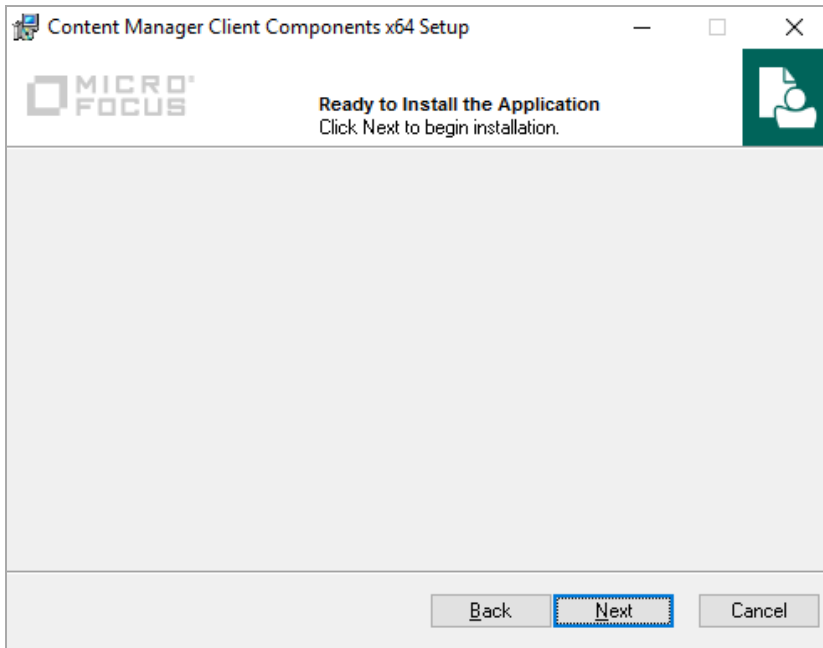 Content Manager Client Components x64 Setup
MICRO
FOCUS
Ready to Install the Application
Click Next to begin installation.
Back Next Cancel